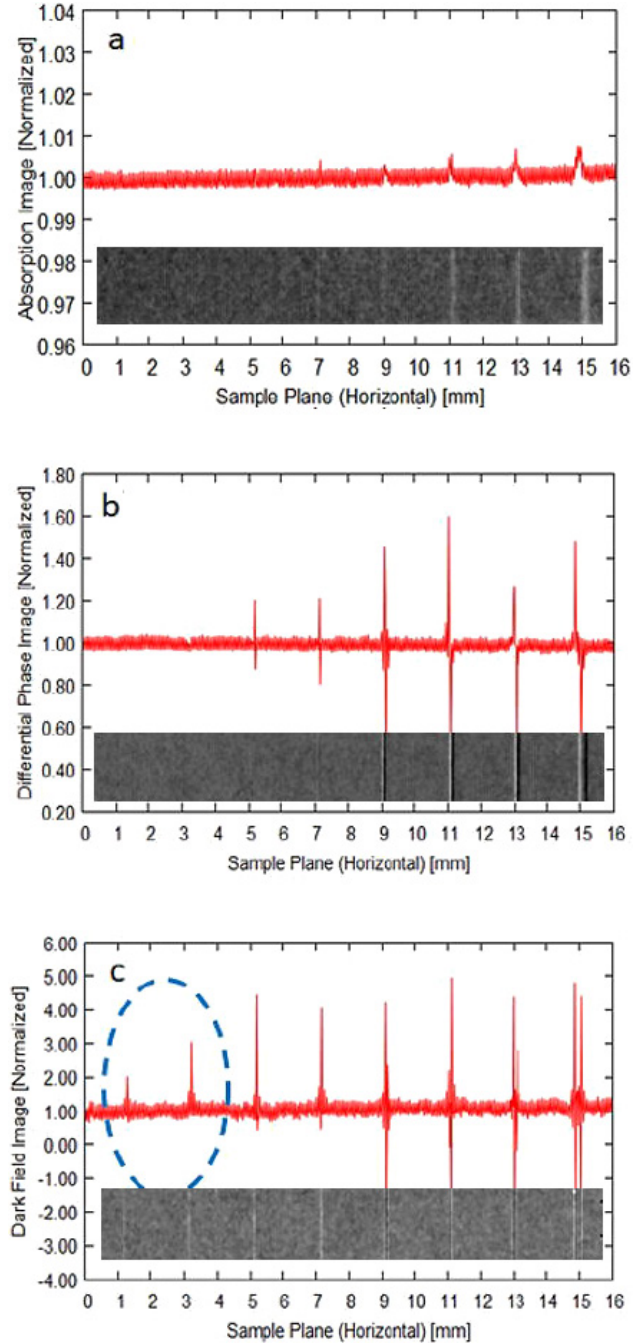 a
Absorption Image [Normalized]
1.04
1.03
1.02
1.01
1.00
0.99
0.98
0.97
0.96
0 1 2 3 4 5 6 7 8 9 10 11 12 13 14 15 16
Sample Plane (Horizontal) [mm]
b
Differential Phase Image [Normalized]
1.80
1.60
1.40
1.20
1.00
0.80
0.60
0.40
0.20
0 1 2 3 4 5 6 7 8 9 10 11 12 13 14 15 16
Sample Plane (Horizontal) [mm]
c
Dark Field Image [Normalized]
6.00
5.00
4.00
3.00
2.00
1.00
0.00
-1.00
-2.00
-3.00
-4.00
0 1 2 3 4 5 6 7 8 9 10 11 12 13 14 15 16
Sample Plane (Horizontal) [mm]